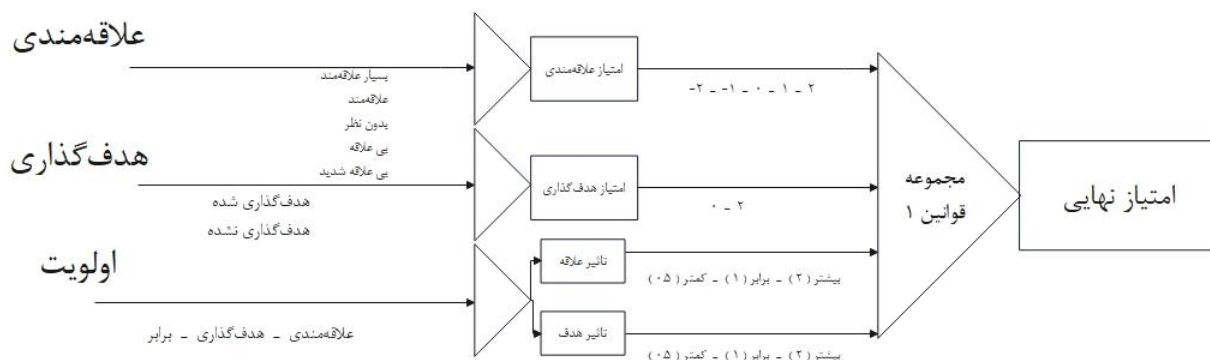 علاقه‌مندی
بسیار علاقه‌مند
علاقه‌مند
بدون نظر
بی علاقه
بی علاقه شدید
امتیاز علاقه‌مندی
۲ - ۱ - ۰ - ۱- - ۲-
هدف‌گذاری
هدف‌گذاری شده
هدف‌گذاری نشده
امتیاز هدف‌گذاری
۲ - ۰
اولویت
علاقه‌مندی - هدف‌گذاری - برابر
تاثیر علاقه
بیشتر (۲) - برابر (۱) - کمتر (۰۵)
تاثیر هدف
بیشتر (۲) - برابر (۱) - کمتر (۰۵)
مجموعه
قوانین ۱
امتیاز نهایی